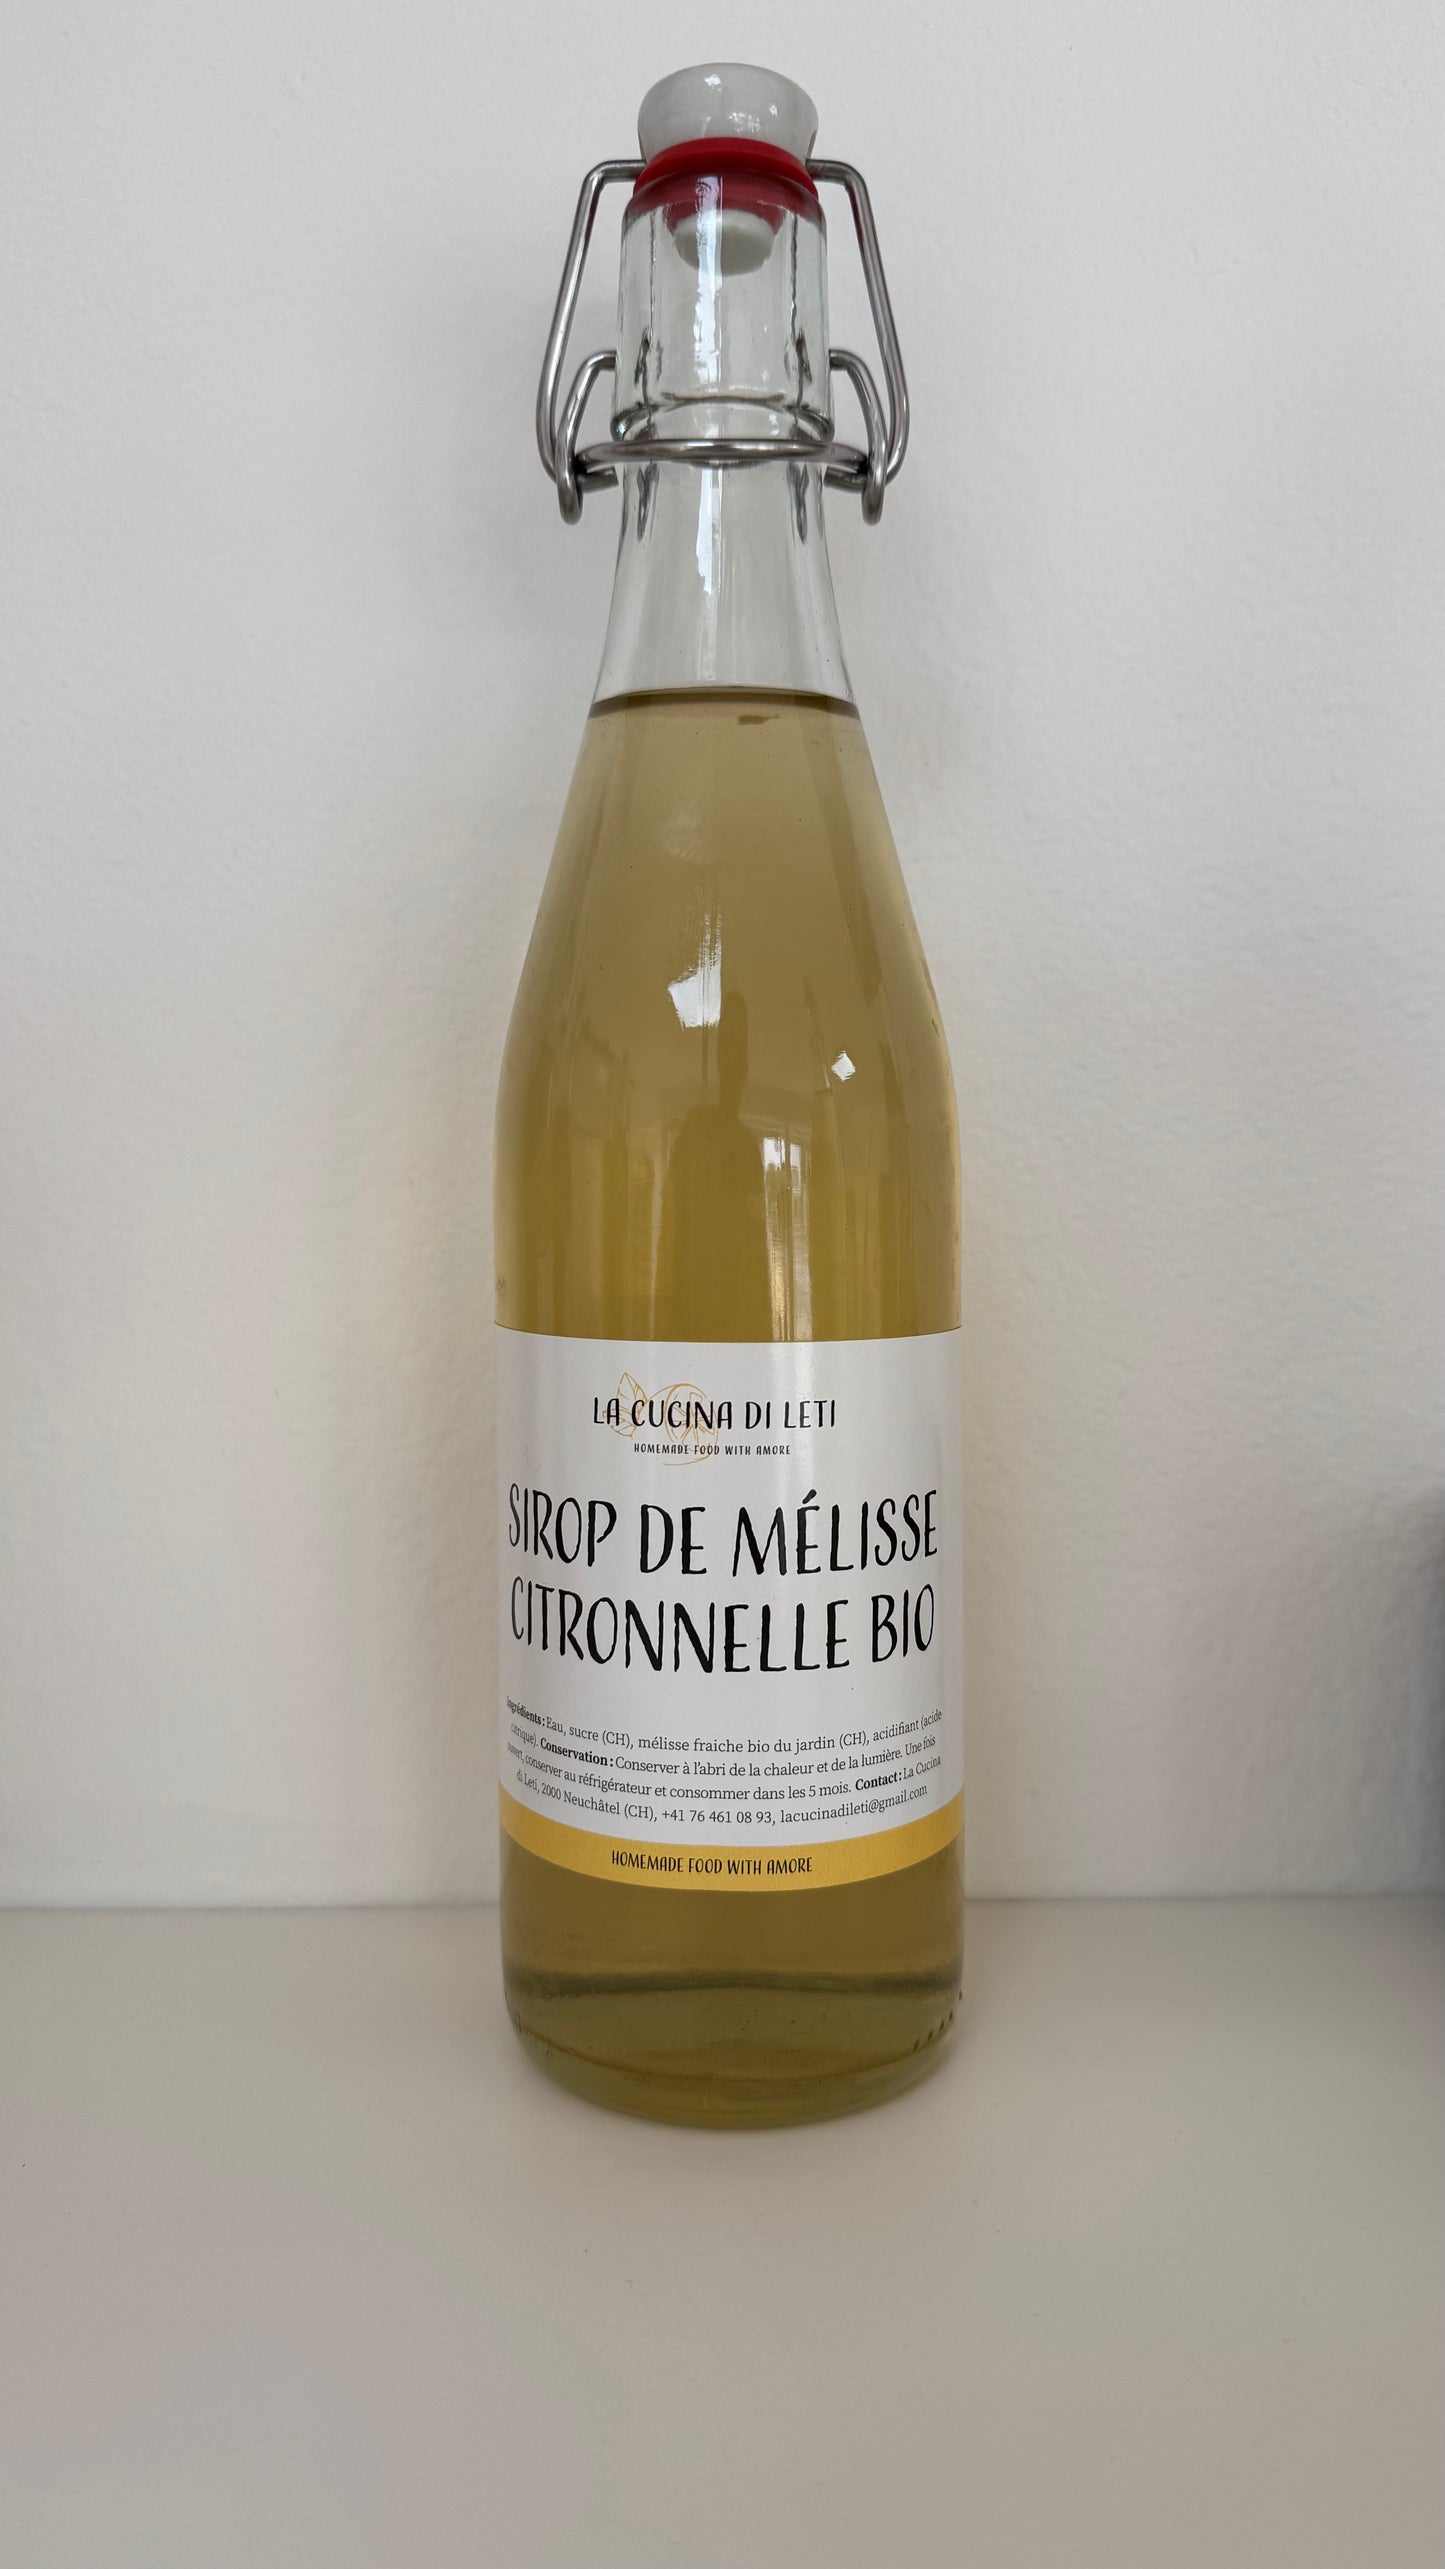 LA CUCINA DI LETI
HOMEMADE FOOD WITH AMORE
SIROP DE MÉLISSE
CITRONNELLE BIO
Ingrédients : Eau, sucre (CH), mélisse fraiche bio du jardin (CH), acidifiant (acide
citrique). Conservation : Conserver à l'abri de la chaleur et de la lumière. Une fois
ouvert, conserver au réfrigérateur et consommer dans les 5 mois. Contact : La Cucina
di Leti, 2000 Neuchâtel (CH), +41 76 461 08 93, lacucinadileti@gmail.com
HOMEMADE FOOD WITH AMORE